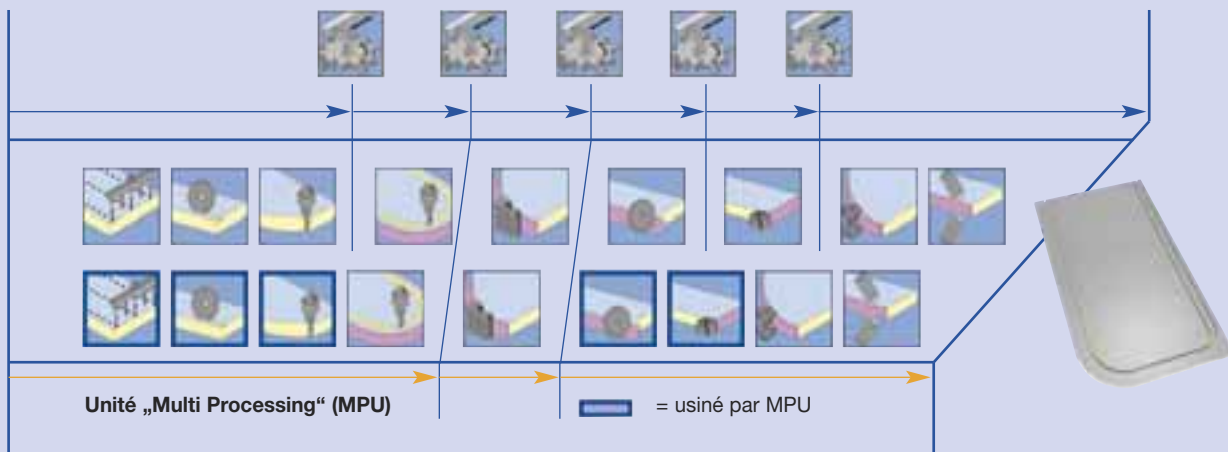 Unité „Multi Processing“ (MPU)
= usiné par MPU